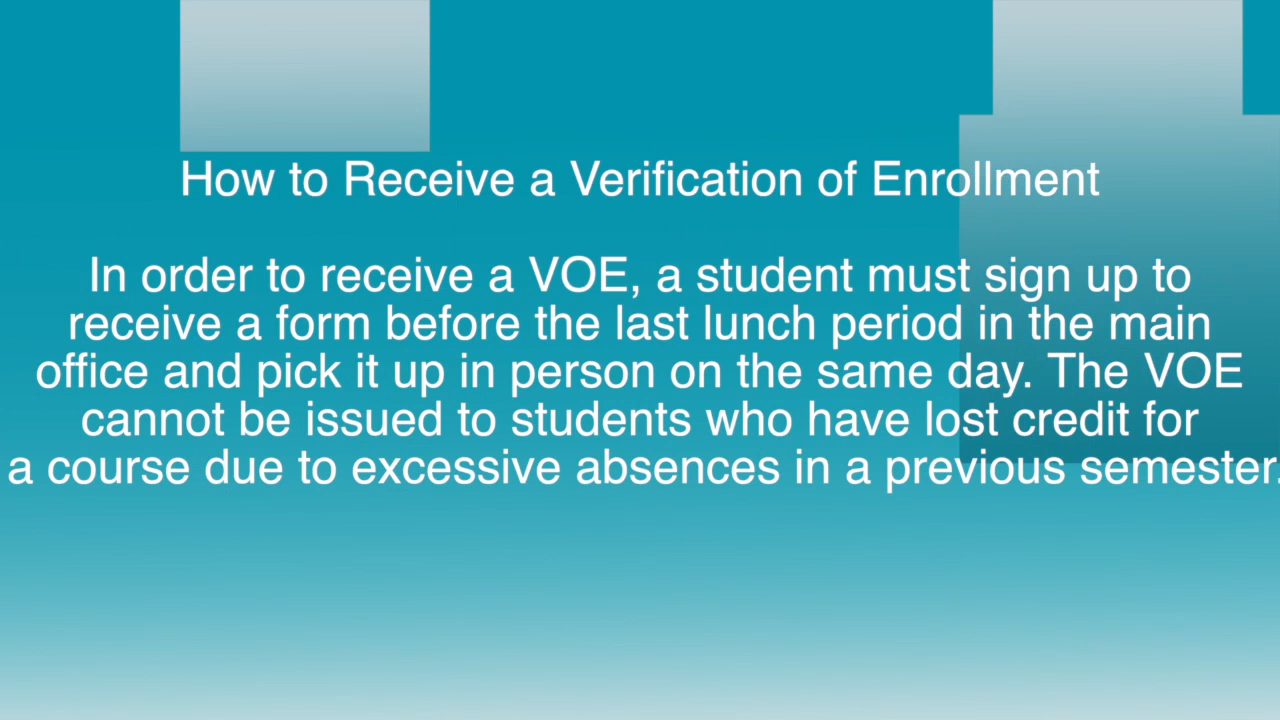 How to Receive a Verification of Enrollment
In order to receive a VOE, a student must sign up to
receive a form before the last lunch period in the main
office and pick it up in person on the same day. The VOE
cannot be issued to students who have lost credit for
a course due to excessive absences in a previous semester.